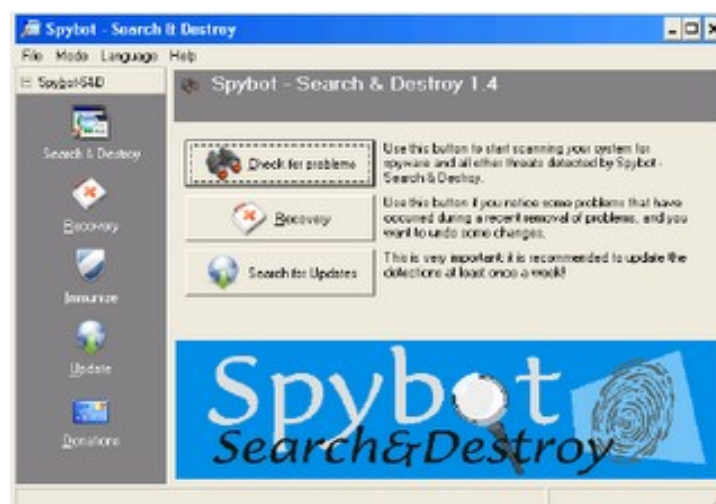 Spybot - Search & Destroy
File Mode Language Help
Spybot-S&D
Spybot - Search & Destroy 1.4
Search & Destroy
Recovery
Immunize
Update
Donations
Check for problems
Use this button to start scanning your system for
spyware and all other threats detected by Spybot -
Search & Destroy.
Recovery
Use this button if you notice some problems that have
occurred during a recent removal of problems, and you
want to undo some changes.
Search for Updates
This is very important: it is recommended to update the
detections at least once a week!
Spybot
Search&Destroy